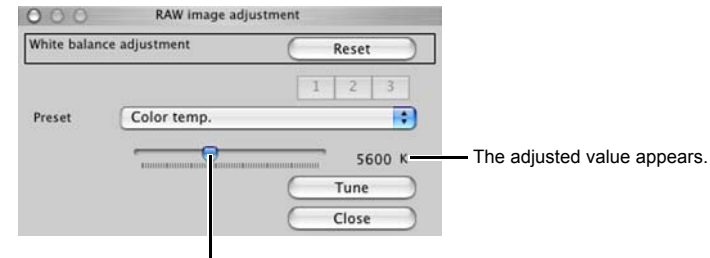 RAW image adjustment
White balance adjustment
Reset
1 2 3
Preset
Color temp.
5600 K
The adjusted value appears.
Tune
Close